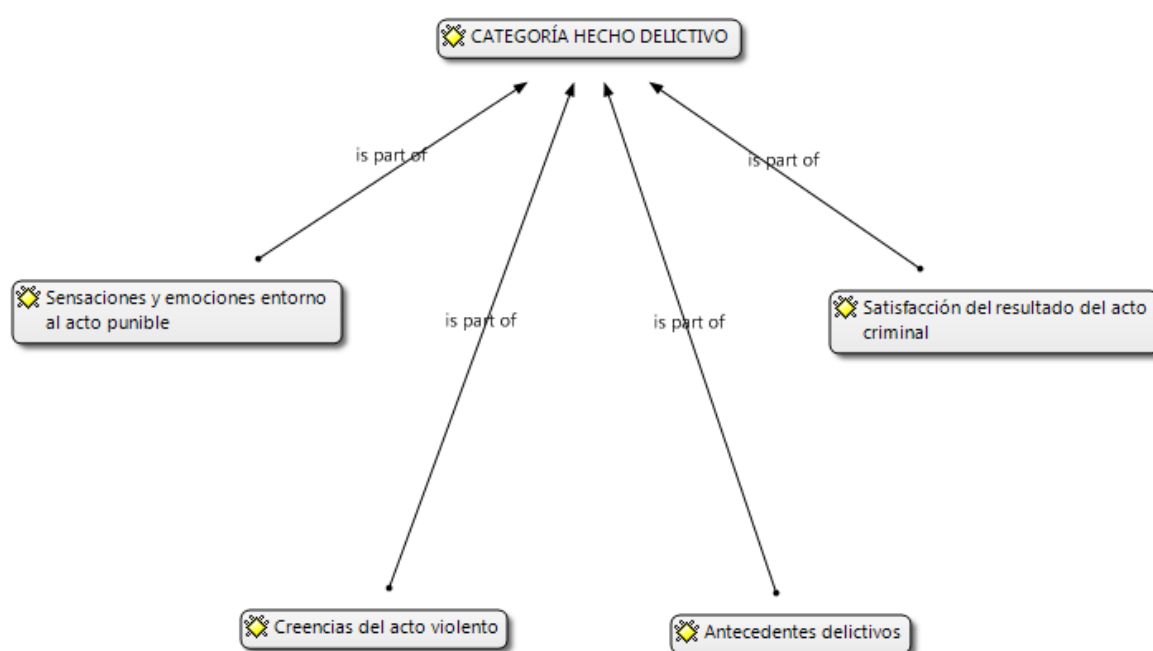 CATEGORÍA HECHO DELICTIVO
is part of
is part of
Sensaciones y emociones entorno
al acto punible
Satisfacción del resultado del acto
criminal
is part of
is part of
Creencias del acto violento
Antecedentes delictivos